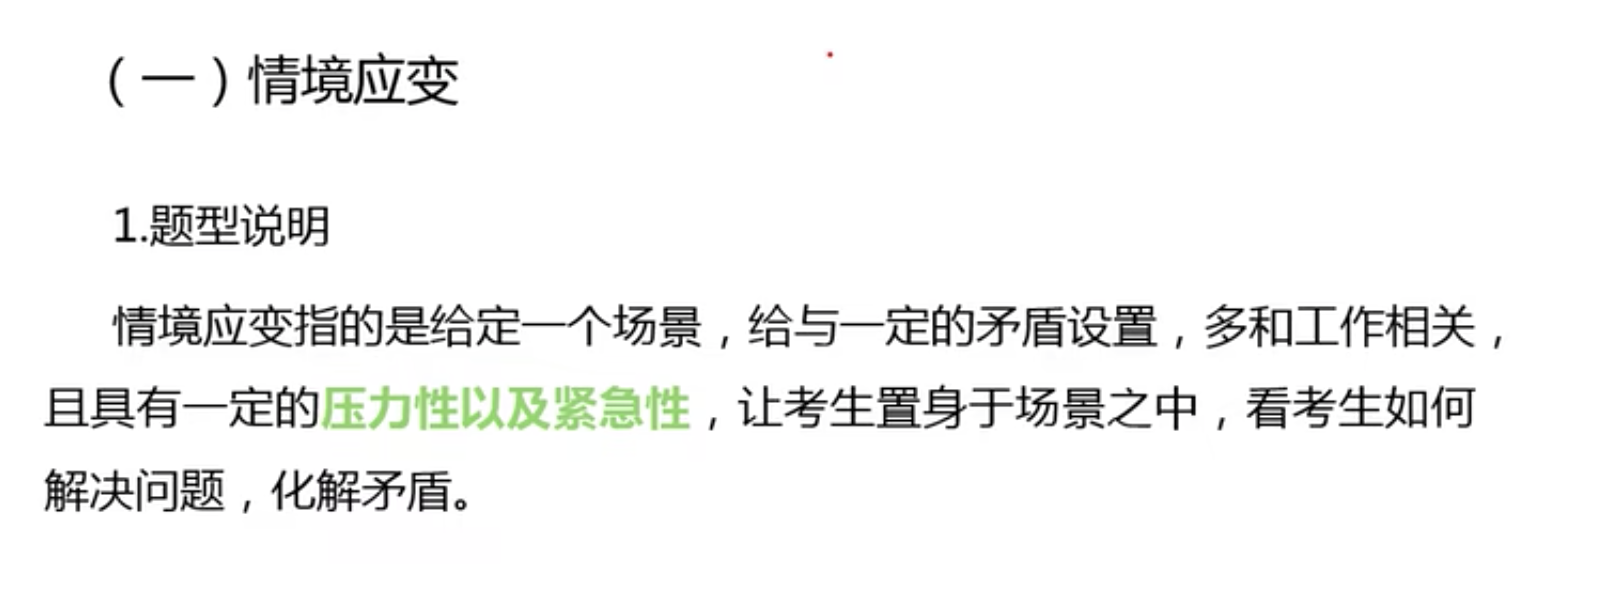 （一）情境应变
1.题型说明
情境应变指的是给定一个场景，给与一定的矛盾设置，多和工作相关，
且具有一定的压力性以及紧急性，让考生置身于场景之中，看考生如何
解决问题，化解矛盾。